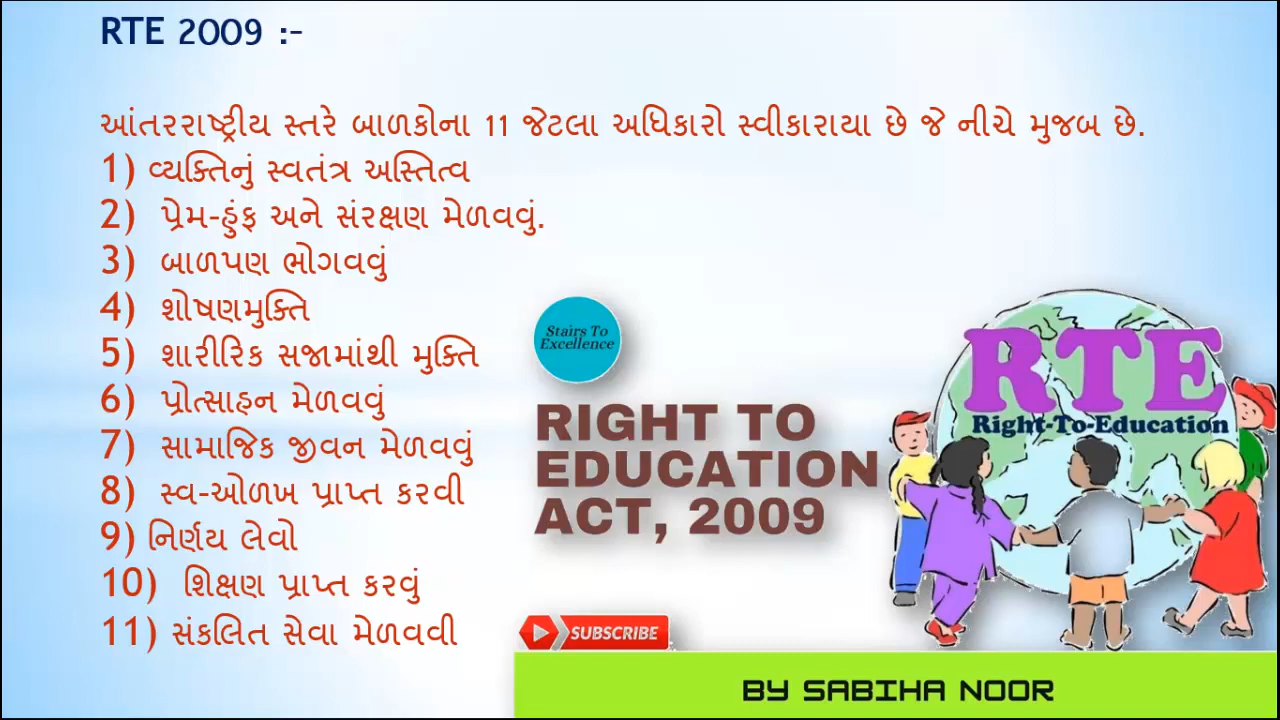 RTE 2009 :-
આંતરરાષ્ટ્રીય સ્તરે બાળકોના 11 જેટલા અધિકારો સ્વીકારાયા છે જે નીચે મુજબ છે.
1) વ્યક્તિનું સ્વતંત્ર અસ્તિત્વ
2) પ્રેમ-હુંફ અને સંરક્ષણ મેળવવું.
3) બાળપણ ભોગવવું
4) શોષણમુક્તિ
5) શારીરિક સજામાંથી મુક્તિ
6) પ્રોત્સાહન મેળવવું
7) સામાજિક જીવન મેળવવું
8) સ્વ-ઓળખ પ્રાપ્ત કરવી
9) નિર્ણય લેવો
10) શિક્ષણ પ્રાપ્ત કરવું
11) સંકલિત સેવા મેળવવી
Stairs To
Excellence
RIGHT TO
EDUCATION
ACT, 2009
RTE
Right-To-Education
SUBSCRIBE
BY SABIHA NOOR